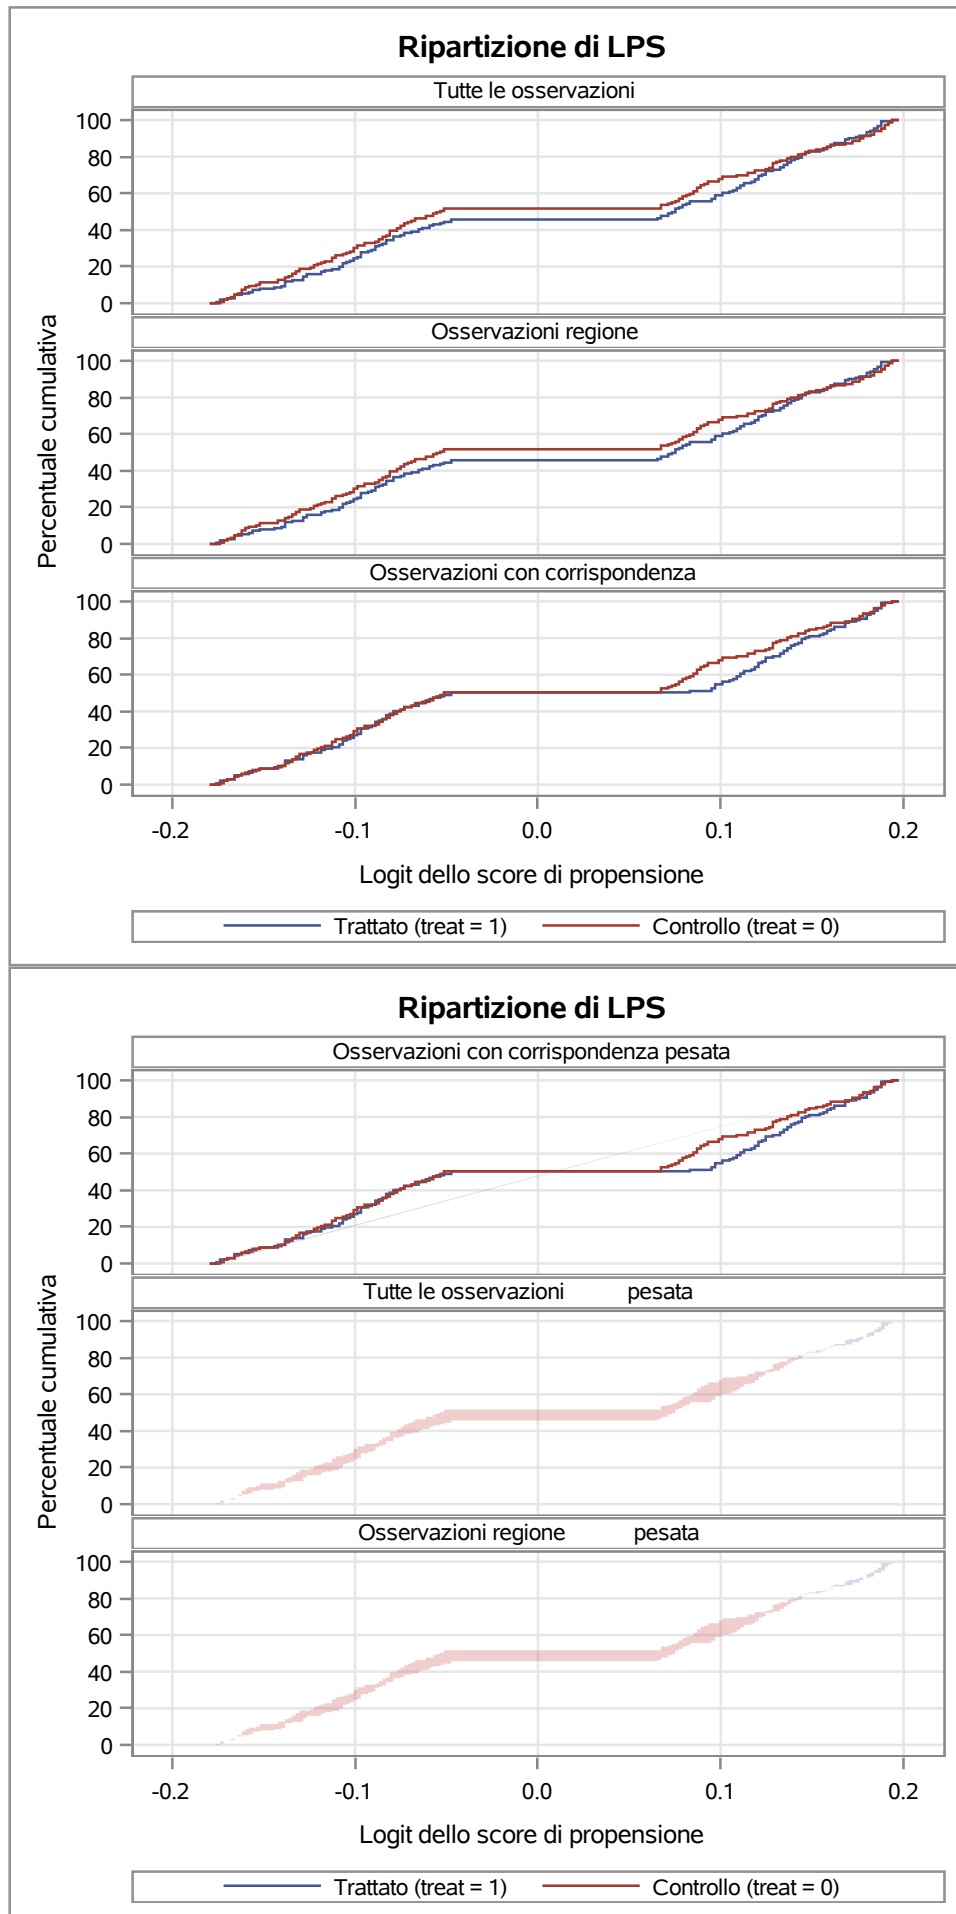 Ripartizione di LPS
Tutte le osservazioni
100
80
60
40
20
0
Osservazioni regione
100
80
60
40
20
0
Osservazioni con corrispondenza
100
80
60
40
20
0
Percentuale cumulativa
-0.2 -0.1 0.0 0.1 0.2
Logit dello score di propensione
Trattato (treat = 1) Controllo (treat = 0)
Ripartizione di LPS
Osservazioni con corrispondenza pesata
100
80
60
40
20
0
Tutte le osservazioni pesata
100
80
60
40
20
0
Osservazioni regione pesata
100
80
60
40
20
0
Percentuale cumulativa
-0.2 -0.1 0.0 0.1 0.2
Logit dello score di propensione
Trattato (treat = 1) Controllo (treat = 0)